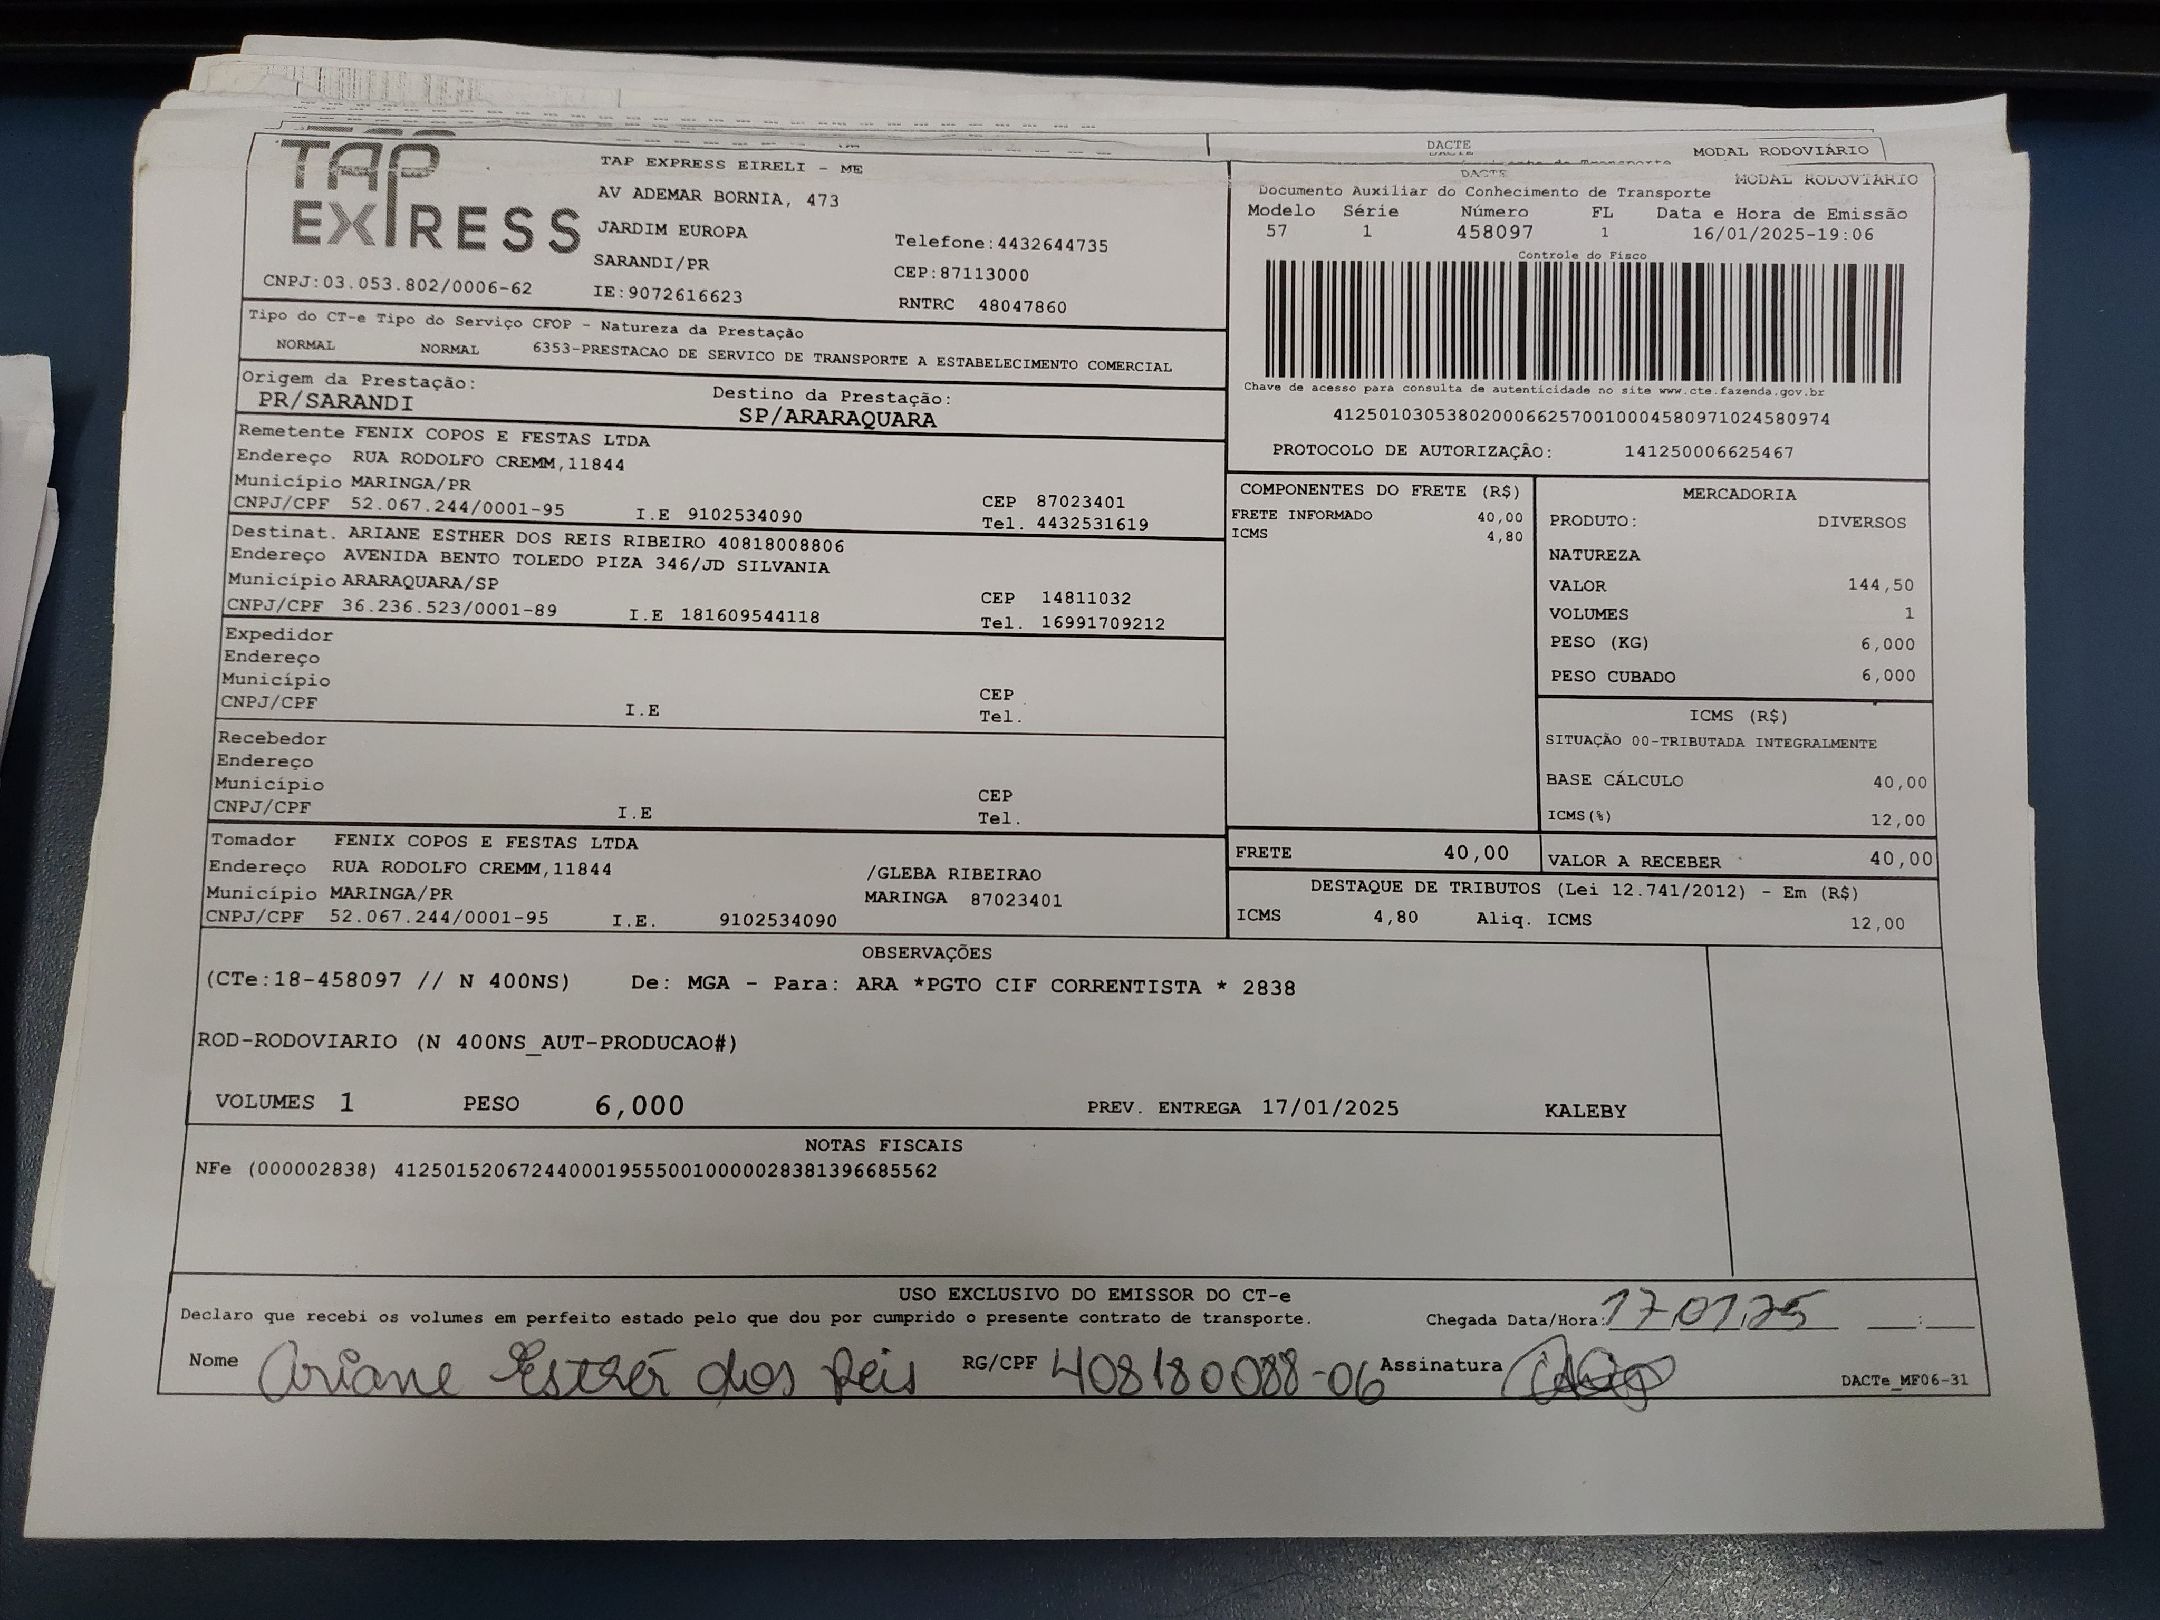 TAP
EXPRESS
TAP EXPRESS EIRELI - ME
AV ADEMAR BORNIA, 473
JARDIM EUROPA
Telefone:4432644735
SARANDI/PR
CEP:87113000
CNPJ:03.053.802/0006-62
IE:9072616623
RNTRC 48047860
DACTE
MODAL RODOVIÁRIO
DACTE
MODAL RODOVIÁRIO
Documento Auxiliar do Conhecimento de Transporte
Modelo Série Número FL Data e Hora de Emissão
57 1 458097 1 16/01/2025-19:06
Controle do Fisco
Chave de acesso para consulta de autenticidade no site www.cte.fazenda.gov.br
41250103053802000662570010004580971024580974
PROTOCOLO DE AUTORIZAÇÃO: 141250006625467
Tipo do CT-e Tipo do Serviço CFOP - Natureza da Prestação
NORMAL NORMAL 6353-PRESTACAO DE SERVICO DE TRANSPORTE A ESTABELECIMENTO COMERCIAL
Origem da Prestação: Destino da Prestação:
PR/SARANDI SP/ARARAQUARA
Remetente FENIX COPOS E FESTAS LTDA
Endereço RUA RODOLFO CREMM,11844
Município MARINGA/PR CEP 87023401
CNPJ/CPF 52.067.244/0001-95 I.E 9102534090 Tel. 4432531619
Destinat. ARIANE ESTHER DOS REIS RIBEIRO 40818008806
Endereço AVENIDA BENTO TOLEDO PIZA 346/JD SILVANIA
Município ARARAQUARA/SP CEP 14811032
CNPJ/CPF 36.236.523/0001-89 I.E 181609544118 Tel. 16991709212
Expedidor
Endereço
Município CEP
CNPJ/CPF I.E Tel.
Recebedor
Endereço
Município CEP
CNPJ/CPF I.E Tel.
Tomador FENIX COPOS E FESTAS LTDA
Endereço RUA RODOLFO CREMM,11844 /GLEBA RIBEIRAO
Município MARINGA/PR MARINGA 87023401
CNPJ/CPF 52.067.244/0001-95 I.E. 9102534090
COMPONENTES DO FRETE (R$)
FRETE INFORMADO 40,00
ICMS 4,80
MERCADORIA
PRODUTO: DIVERSOS
NATUREZA
VALOR 144,50
VOLUMES 1
PESO (KG) 6,000
PESO CUBADO 6,000
ICMS (R$)
SITUAÇÃO 00-TRIBUTADA INTEGRALMENTE
BASE CÁLCULO 40,00
ICMS(%) 12,00
FRETE 40,00 VALOR A RECEBER 40,00
DESTAQUE DE TRIBUTOS (Lei 12.741/2012) - Em (R$)
ICMS 4,80 Aliq. ICMS 12,00
OBSERVAÇÕES
(CTe:18-458097 // N 400NS) De: MGA - Para: ARA *PGTO CIF CORRENTISTA * 2838
ROD-RODOVIARIO (N 400NS_AUT-PRODUCAO#)
VOLUMES 1 PESO 6,000 PREV. ENTREGA 17/01/2025 KALEBY
NOTAS FISCAIS
NFe (000002838) 41250152067244000195550010000028381396685562
USO EXCLUSIVO DO EMISSOR DO CT-e
Declaro que recebi os volumes em perfeito estado pelo que dou por cumprido o presente contrato de transporte. Chegada Data/Hora: 17.01.25 __:__
Nome Ariane Esther dos Reis RG/CPF 408180088-06 Assinatura
DACTe_MF06-31